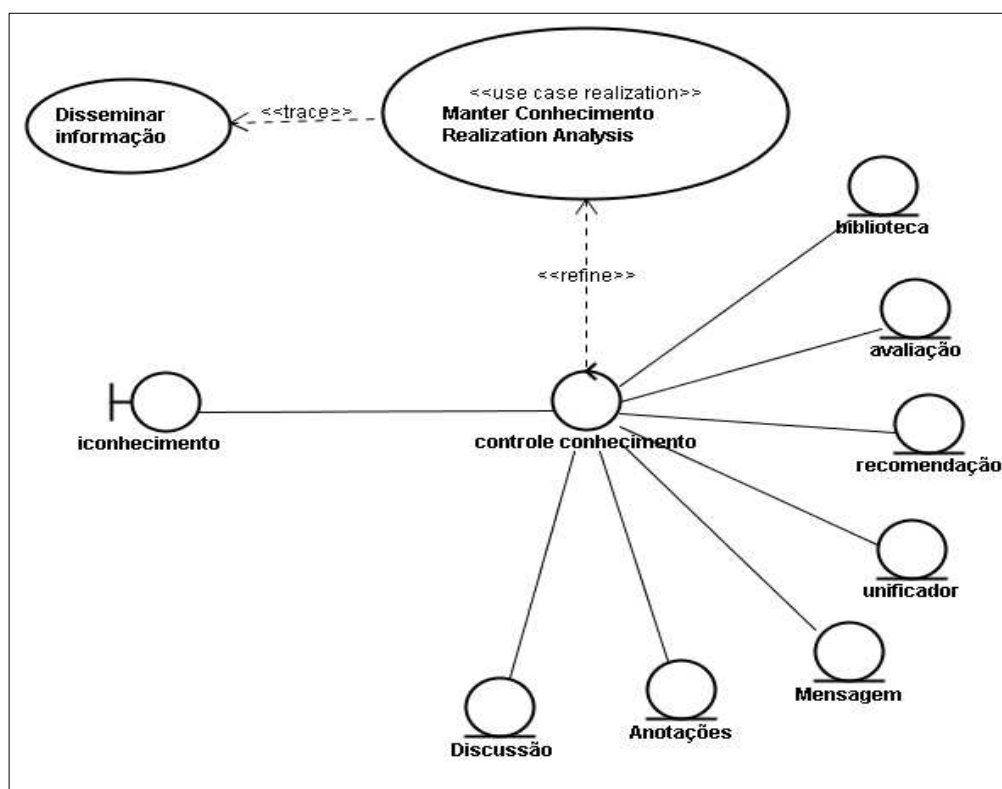 <<use case realization>>
Manter Conhecimento
Realization Analysis
Disseminar
informação
<<trace>>
biblioteca
<<refine>>
avaliação
iconhecimento
controle conhecimento
recomendação
unificador
Mensagem
Anotações
Discussão